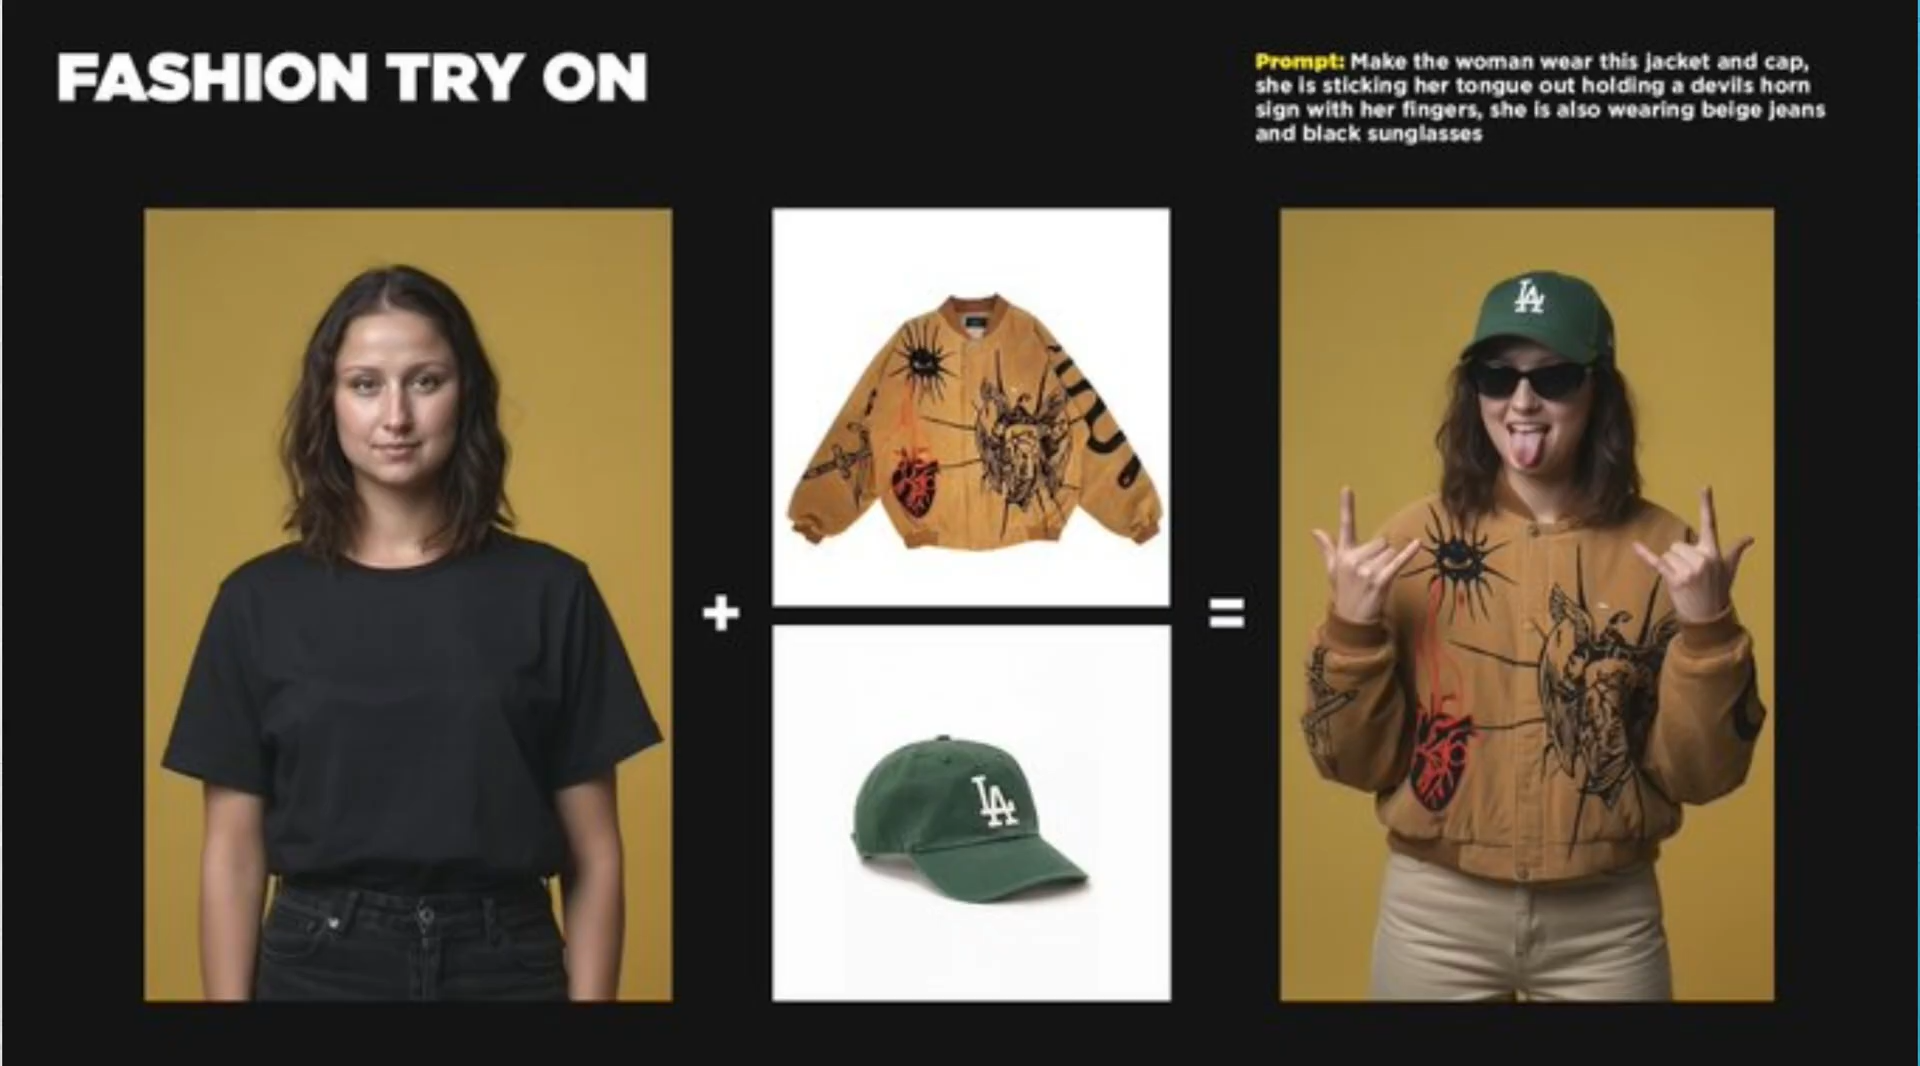 FASHION TRY ON
Prompt: Make the woman wear this jacket and cap,
she is sticking her tongue out holding a devils horn
sign with her fingers, she is also wearing beige jeans
and black sunglasses
+
=
LA
LA